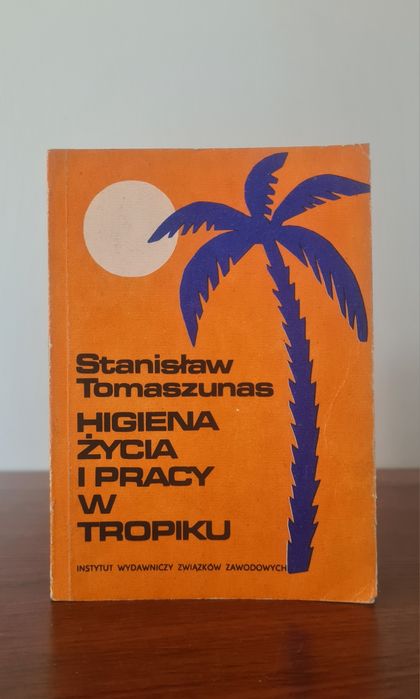 Stanisław
Tomaszunas
HIGIENA
ŻYCIA
I PRACY
W
TROPIKU
INSTYTUT WYDAWNICZY ZWIĄZKÓW ZAWODOWYCH